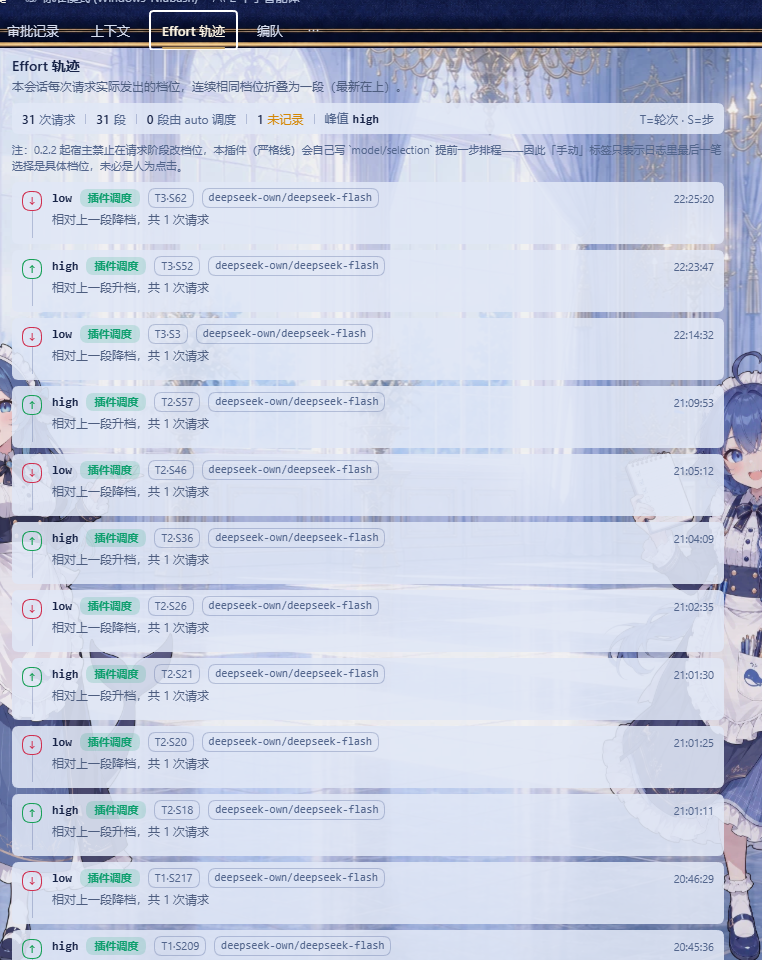 审批记录 上下文 Effort 轨迹 编队 ···
Effort 轨迹
本会话每次请求实际发出的档位，连续相同档位折叠为一段（最新在上）。
31 次请求 31 段 0 段由 auto 调度 1 未记录 峰值 high T=轮次 · S=步
注：0.2.2 起宿主禁止在请求阶段改档位，本插件（严格线）会自己写 `model/selection` 提前一步排程——因此「手动」标签只表示日志里最后一笔
选择是具体档位，未必是人为点击。
low 插件调度 T3·S62 deepseek-own/deepseek-flash 22:25:20
相对上一段降档，共 1 次请求
high 插件调度 T3·S52 deepseek-own/deepseek-flash 22:23:47
相对上一段升档，共 1 次请求
low 插件调度 T3·S3 deepseek-own/deepseek-flash 22:14:32
相对上一段降档，共 1 次请求
high 插件调度 T2·S57 deepseek-own/deepseek-flash 21:09:53
相对上一段升档，共 1 次请求
low 插件调度 T2·S46 deepseek-own/deepseek-flash 21:05:12
相对上一段降档，共 1 次请求
high 插件调度 T2·S36 deepseek-own/deepseek-flash 21:04:09
相对上一段升档，共 1 次请求
low 插件调度 T2·S26 deepseek-own/deepseek-flash 21:02:35
相对上一段降档，共 1 次请求
high 插件调度 T2·S21 deepseek-own/deepseek-flash 21:01:30
相对上一段升档，共 1 次请求
low 插件调度 T2·S20 deepseek-own/deepseek-flash 21:01:25
相对上一段降档，共 1 次请求
high 插件调度 T2·S18 deepseek-own/deepseek-flash 21:01:11
相对上一段升档，共 1 次请求
low 插件调度 T1·S217 deepseek-own/deepseek-flash 20:46:29
相对上一段降档，共 1 次请求
high 插件调度 T1·S209 deepseek-own/deepseek-flash 20:45:36